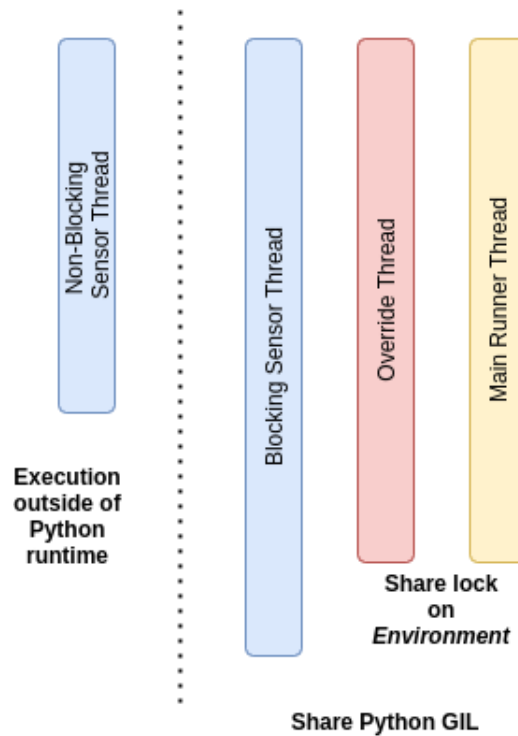 Non-Blocking
Sensor Thread
Blocking Sensor Thread
Override Thread
Main Runner Thread
Execution
outside of
Python
runtime
Share lock
on
Environment
Share Python GIL